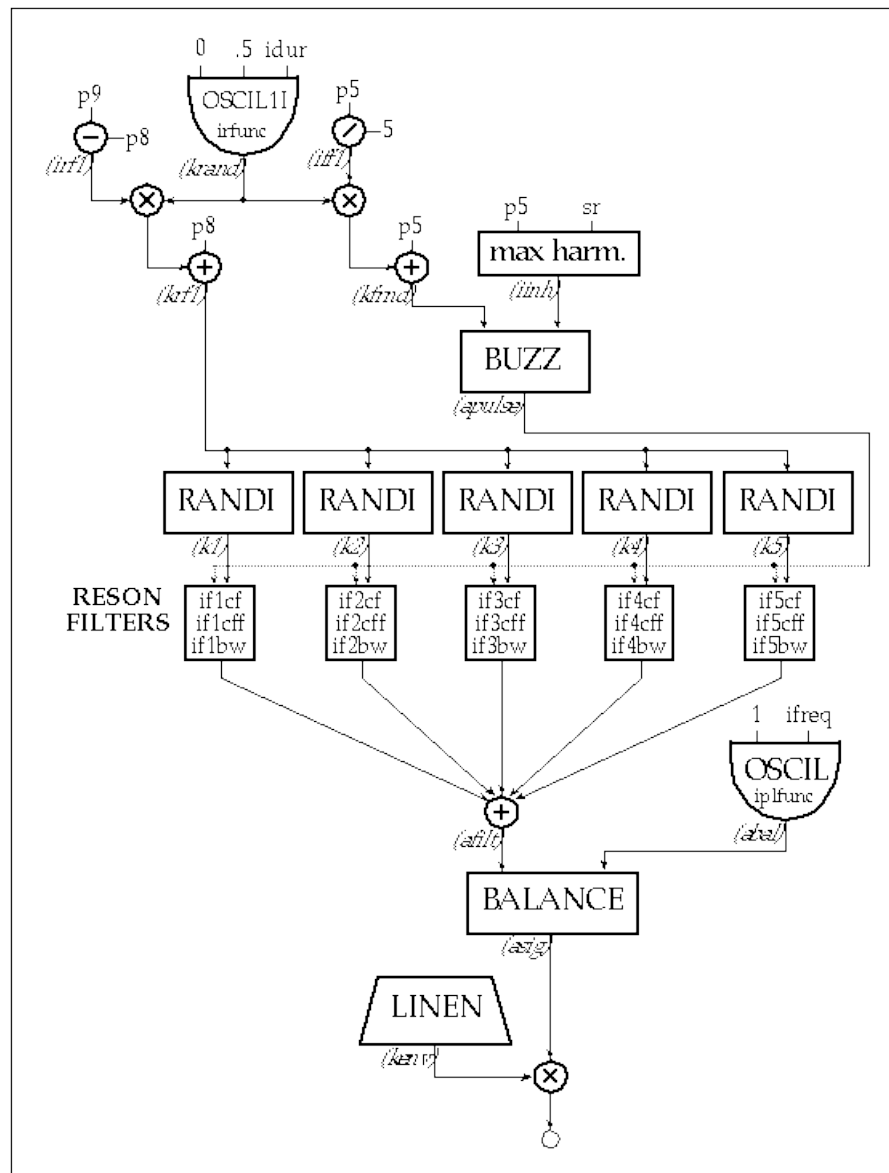 0 .5 idur
p9
OSCIL1I
irfunc
p5
p8
5
(irf1)
(krand)
(iif1)
p8
p5
p5 sr
max harm.
(krf1)
(kfrnd)
(iinh)
BUZZ
(apulse)
RANDI RANDI RANDI RANDI RANDI
(k1) (k2) (k3) (k4) (k5)
RESON
FILTERS
if1cf if2cf if3cf if4cf if5cf
if1cff if2cff if3cff if4cff if5cff
if1bw if2bw if3bw if4bw if5bw
1 ifreq
OSCIL
iplfunc
(afilt)
(abal)
BALANCE
(asig)
LINEN
(kenv)